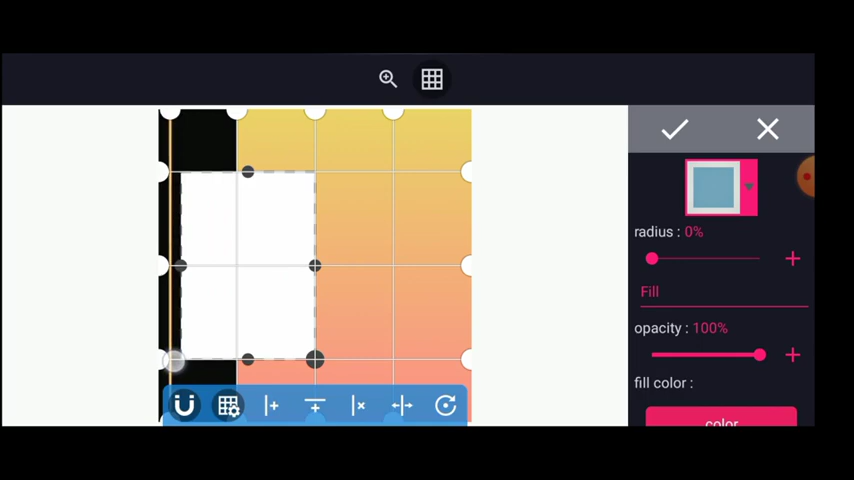 radius : 0%
Fill
opacity : 100%
fill color :
color